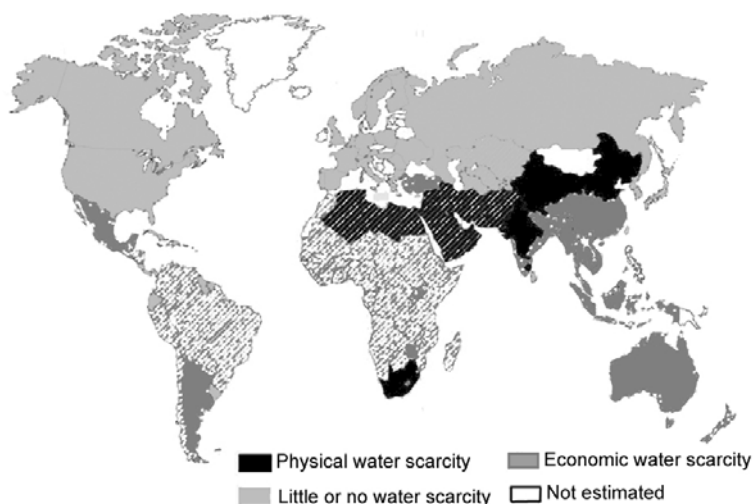 Physical water scarcity
Economic water scarcity
Little or no water scarcity
Not estimated